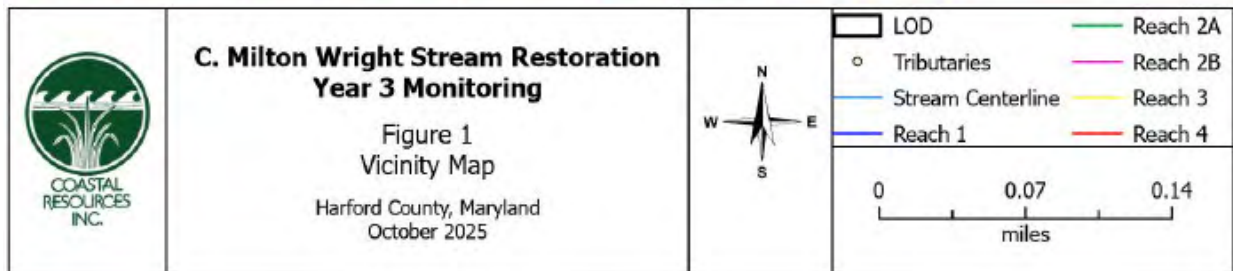 COASTAL
RESOURCES
INC.
C. Milton Wright Stream Restoration
Year 3 Monitoring
Figure 1
Vicinity Map
Harford County, Maryland
October 2025
N
W
E
S
LOD
Tributaries
Stream Centerline
Reach 1
Reach 2A
Reach 2B
Reach 3
Reach 4
0
0.07
0.14
miles